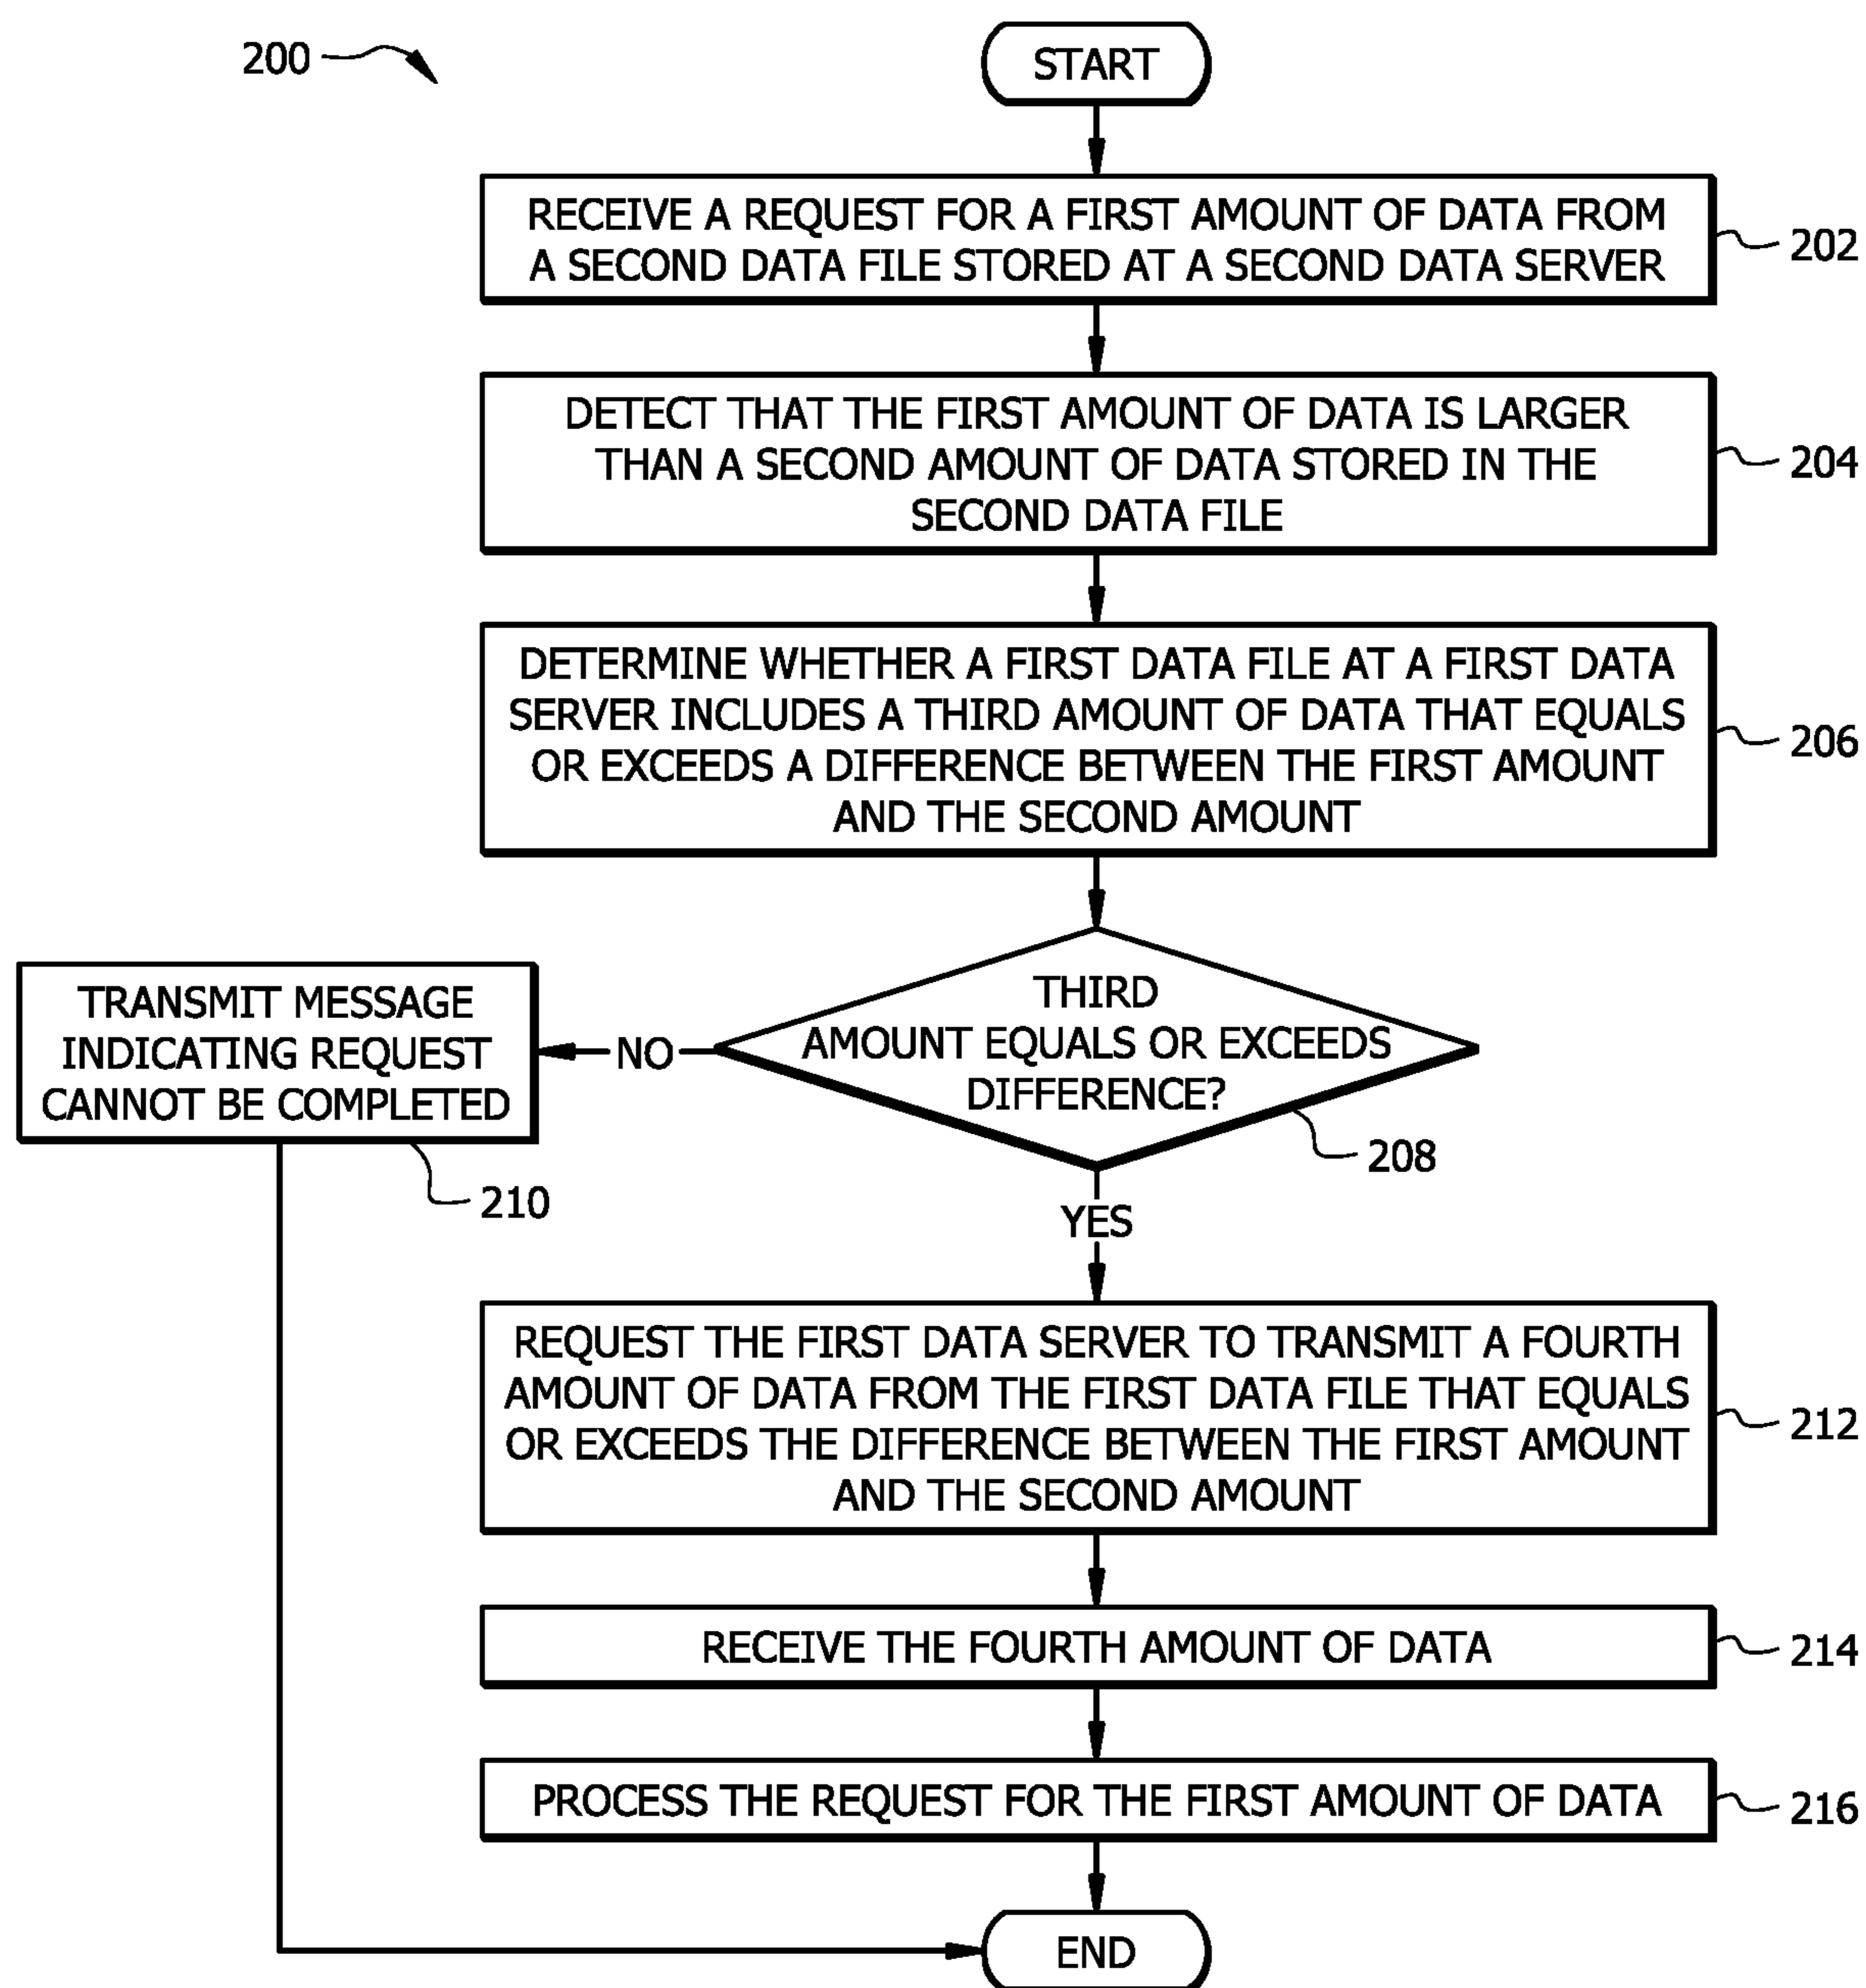 200
START
RECEIVE A REQUEST FOR A FIRST AMOUNT OF DATA FROM
A SECOND DATA FILE STORED AT A SECOND DATA SERVER
202
DETECT THAT THE FIRST AMOUNT OF DATA IS LARGER
THAN A SECOND AMOUNT OF DATA STORED IN THE
SECOND DATA FILE
204
DETERMINE WHETHER A FIRST DATA FILE AT A FIRST DATA
SERVER INCLUDES A THIRD AMOUNT OF DATA THAT EQUALS
OR EXCEEDS A DIFFERENCE BETWEEN THE FIRST AMOUNT
AND THE SECOND AMOUNT
206
THIRD
AMOUNT EQUALS OR EXCEEDS
DIFFERENCE?
208
NO
TRANSMIT MESSAGE
INDICATING REQUEST
CANNOT BE COMPLETED
210
YES
REQUEST THE FIRST DATA SERVER TO TRANSMIT A FOURTH
AMOUNT OF DATA FROM THE FIRST DATA FILE THAT EQUALS
OR EXCEEDS THE DIFFERENCE BETWEEN THE FIRST AMOUNT
AND THE SECOND AMOUNT
212
RECEIVE THE FOURTH AMOUNT OF DATA
214
PROCESS THE REQUEST FOR THE FIRST AMOUNT OF DATA
216
END